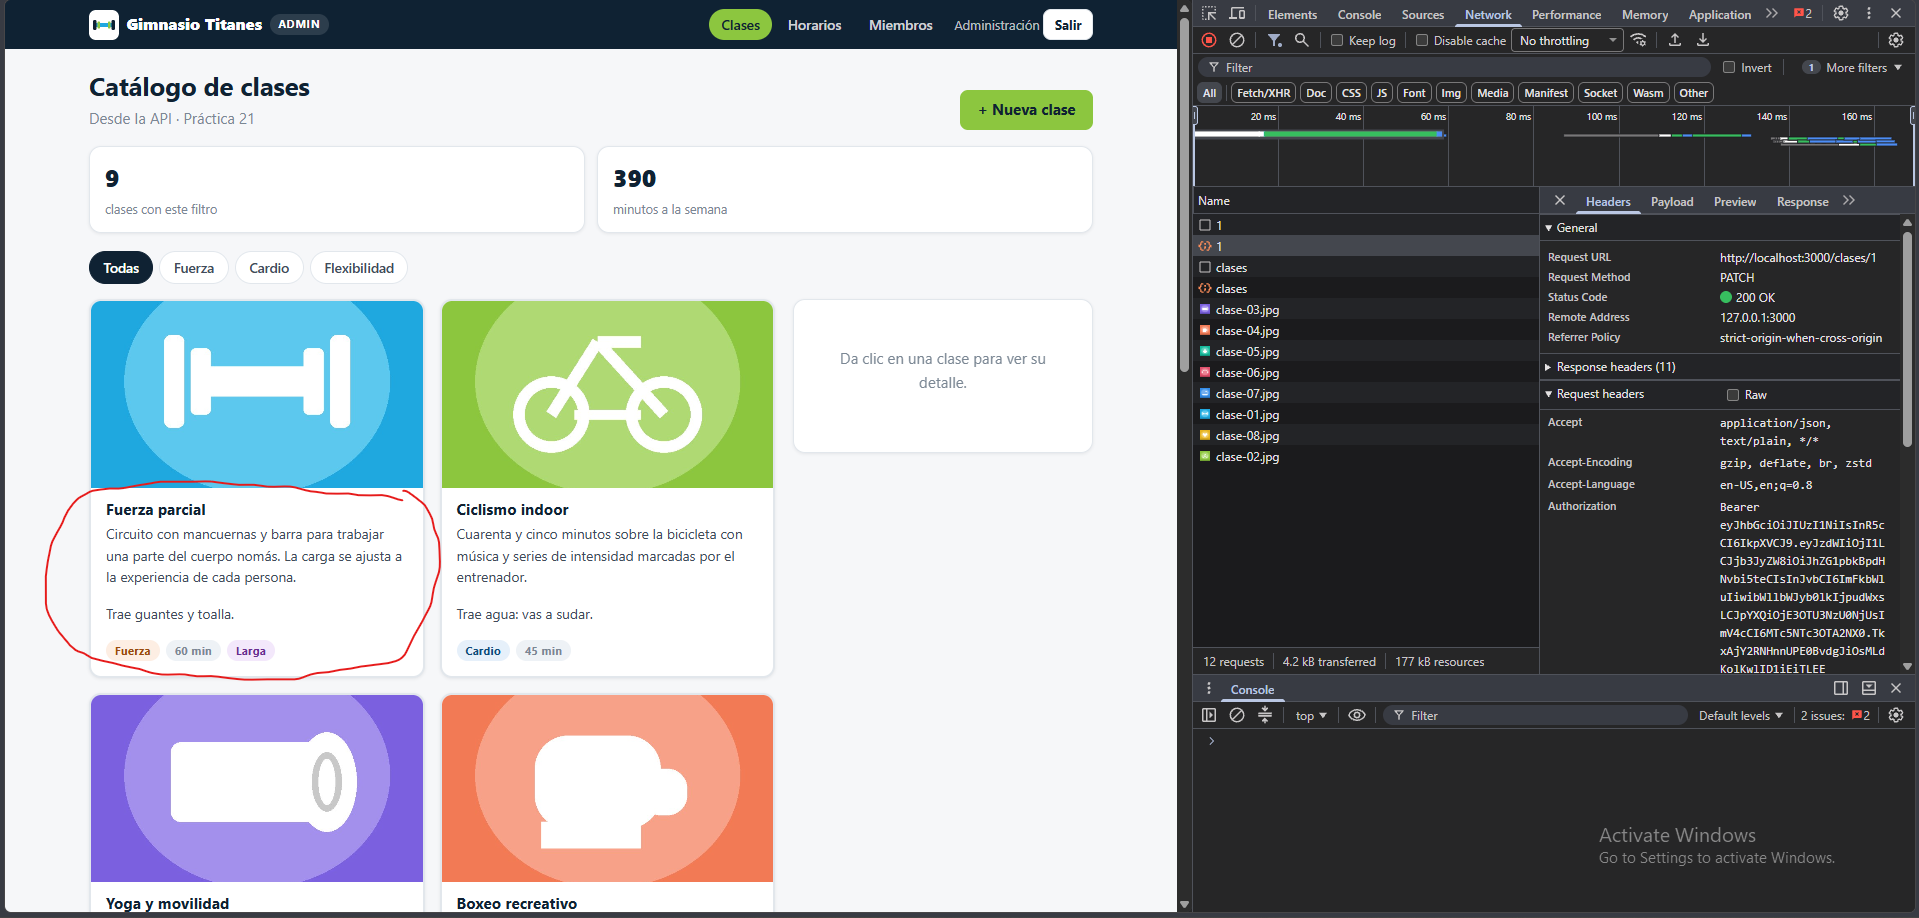 Gimnasio Titanes ADMIN Clases Horarios Miembros Administración Salir
Catálogo de clases
Desde la API · Práctica 21
+ Nueva clase
9
clases con este filtro
390
minutos a la semana
Todas Fuerza Cardio Flexibilidad
Da clic en una clase para ver su
detalle.
Fuerza parcial
Circuito con mancuernas y barra para trabajar
una parte del cuerpo nomás. La carga se ajusta a
la experiencia de cada persona.
Trae guantes y toalla.
Fuerza 60 min Larga
Ciclismo indoor
Cuarenta y cinco minutos sobre la bicicleta con
música y series de intensidad marcadas por el
entrenador.
Trae agua: vas a sudar.
Cardio 45 min
Yoga y movilidad
Boxeo recreativo
Elements Console Sources Network Performance Memory Application 2
Keep log Disable cache No throttling
Filter Invert 1 More filters
All Fetch/XHR Doc CSS JS Font Img Media Manifest Socket Wasm Other
20 ms 40 ms 60 ms 80 ms 100 ms 120 ms 140 ms 160 ms
Name
1
1
clases
clases
clase-03.jpg
clase-04.jpg
clase-05.jpg
clase-06.jpg
clase-07.jpg
clase-01.jpg
clase-08.jpg
clase-02.jpg
12 requests 4.2 kB transferred 177 kB resources
Headers Payload Preview Response
General
Request URL http://localhost:3000/clases/1
Request Method PATCH
Status Code 200 OK
Remote Address 127.0.0.1:3000
Referrer Policy strict-origin-when-cross-origin
Response headers (11)
Request headers Raw
Accept application/json,
text/plain, */*
Accept-Encoding gzip, deflate, br, zstd
Accept-Language en-US,en;q=0.8
Authorization Bearer
Console
top Filter Default levels 2 issues: 2
Activate Windows
Go to Settings to activate Windows.